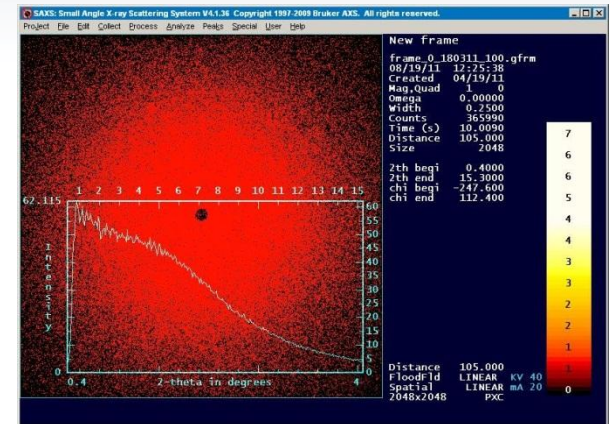 SAXS: Small Angle X-ray Scattering System V4.1.36 Copyright 1997-2009 Bruker AXS. All rights reserved.
Project File Edit Collect Process Analyze Peaks Special User Help
New frame
frame_0_180311_100.gfrm
08/19/11 12:25:38
Created 04/19/11
Mag.Quad 1 0
Omega 0.00000
Width 0.2500
Counts 365990
Time (s) 10.0090
Distance 105.000
Size 2048
2th begi 0.4000
2th end 15.3000
chi begi -247.600
chi end 112.400
1 2 3 4 5 6 7 8 9 10 11 12 13 14 15
62.115
60
50
45
40
35
30
25
20
15
10
5
0
Intensity
0
0.4 2-theta in degrees 4
7
6
6
5
4
4
3
3
2
2
1
1
0
Distance 105.000
FloodFld LINEAR KV 40
Spatial LINEAR mA 20
2048x2048 PXC